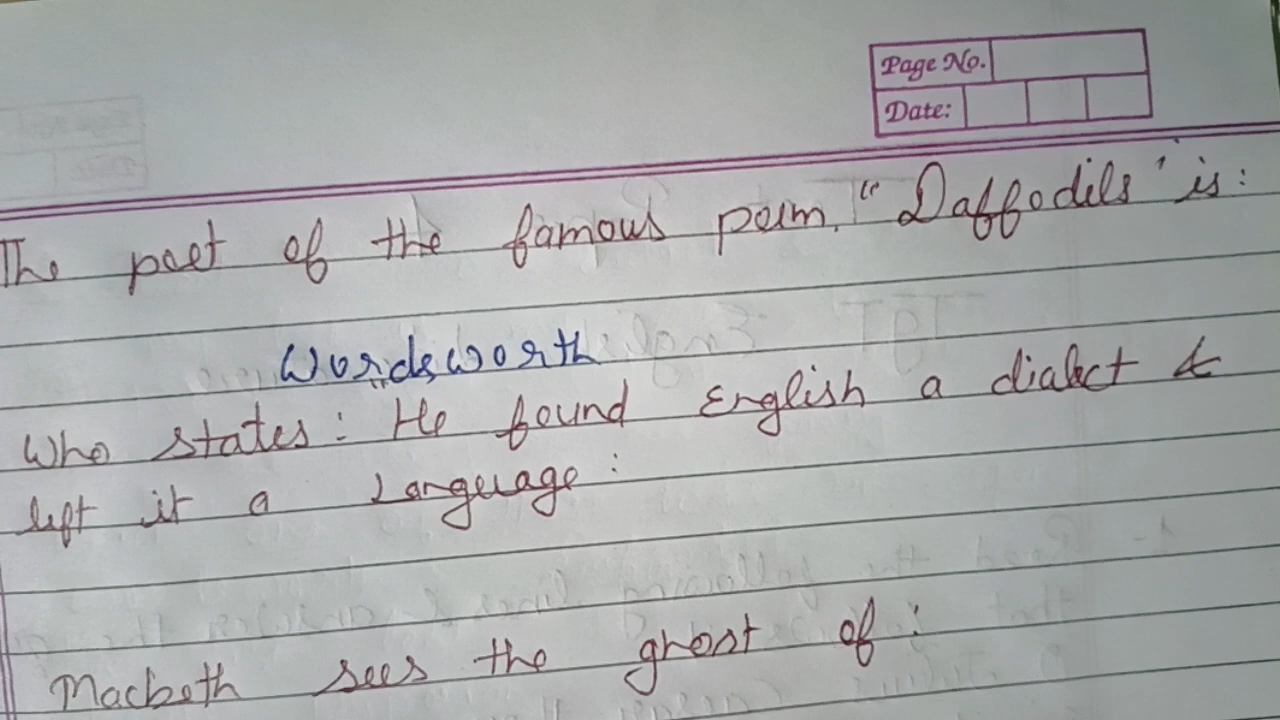 Page No.
Date:
The poet of the famous poem. "Daffodils' is:
Wordsworth
Who states: He found English a dialect &
left it a Language:
Macbeth sees the ghost of: